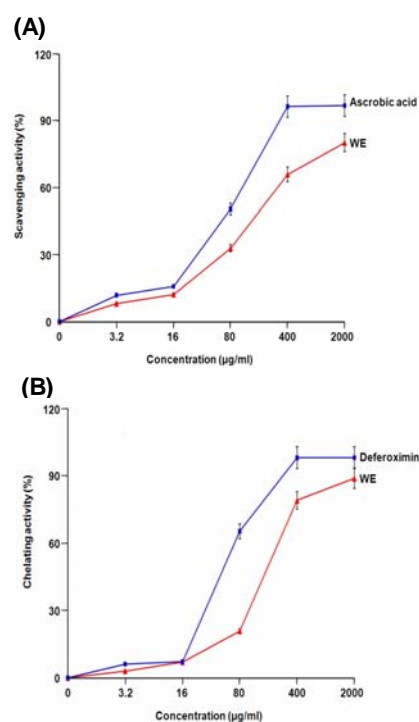 (A)
120
90
60
30
0
Scavenging activity (%)
Ascrobic acid
WE
0 3.2 16 80 400 2000
Concentration (µg/ml)
(B)
120
90
60
30
0
Chelating activity (%)
Deferoximin
WE
0 3.2 16 80 400 2000
Concentration (µg/ml)